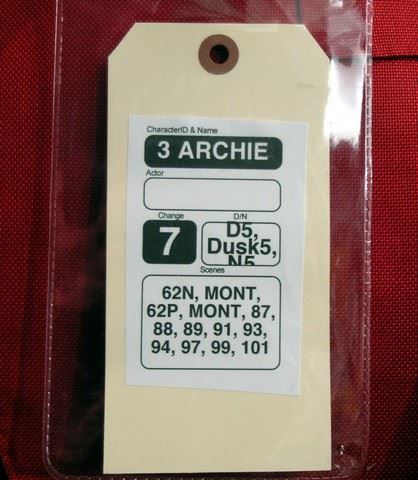 CharacterID & Name
3 ARCHIE
Actor
Change
D/N
7
D5,
Dusk5,
N5
Scenes
62N, MONT,
62P, MONT, 87,
88, 89, 91, 93,
94, 97, 99, 101